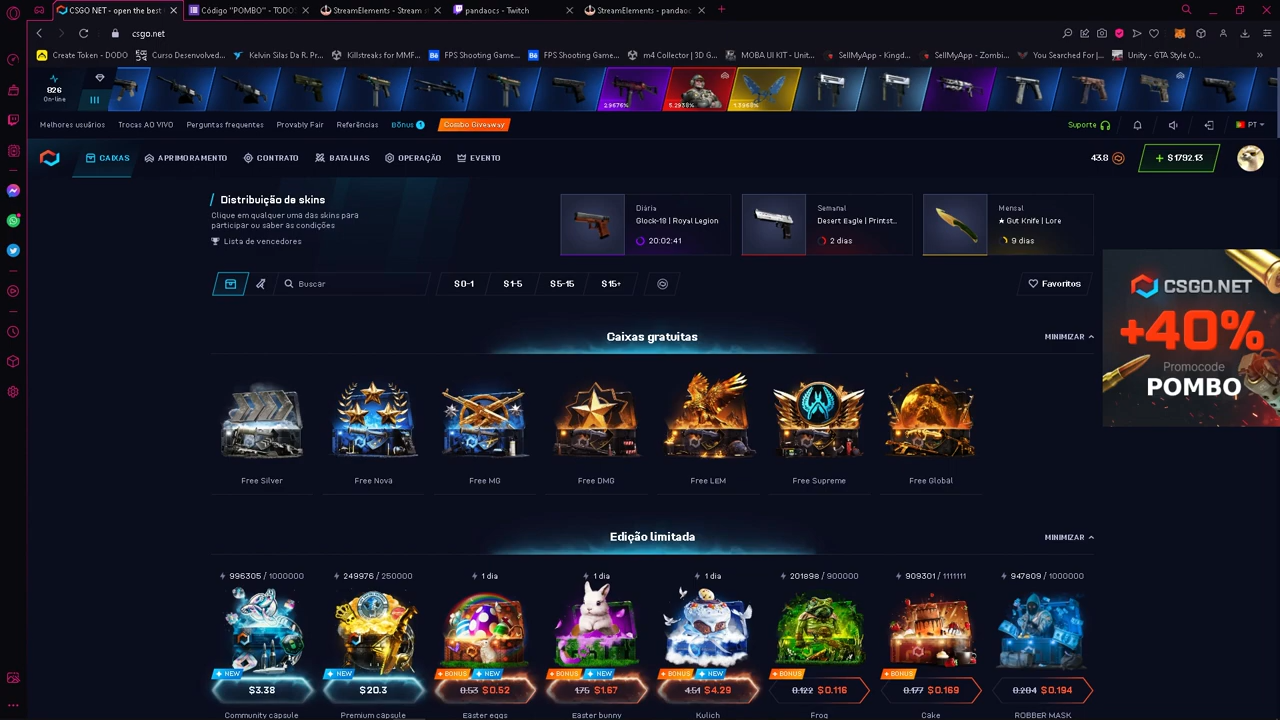 CSGO.NET - open the best
Código "POMBO" - TODO
StreamElements - Stream
pandaocs - Twitch
StreamElements - pandaoc
csgo.net
Create Token - DODO
Curso Desenvolved...
Kelvin Silas Da R. Pr...
Killstreaks for MMF...
FPS Shooting Game...
FPS Shooting Game...
m4 Collector | 3D G...
MOBA UI KIT - Unit...
SellMyApp - Kingd...
SellMyApp - Zombi...
You Searched For |...
Unity - GTA Style O...
826
On-line
2.9676%
5.2938%
Melhores usuários
Trocas AO VIVO
Perguntas frequentes
Provably Fair
Referências
Bônus
Combo Giveaway
Suporte
PT
CAIXAS
APRIMORAMENTO
CONTRATO
BATALHAS
OPERAÇÃO
EVENTO
43.8
+ $ 1792.13
Distribuição de skins
Clique em qualquer uma das skins para
participar ou saber as condições
Lista de vencedores
Diária
Glock-18 | Royal Legion
20:02:41
Semanal
Desert Eagle | Printst...
2 dias
Mensal
★ Gut Knife | Lore
9 dias
Buscar
$ 0-1
$ 1-5
$ 5-15
$ 15+
Favoritos
CSGO.NET
+40%
Promocode
POMBO
Caixas gratuitas
MINIMIZAR
Free Silver
Free Nova
Free MG
Free DMG
Free LEM
Free Supreme
Free Global
Edição limitada
MINIMIZAR
996305 / 1000000
249976 / 250000
1 dia
1 dia
1 dia
201898 / 900000
909301 / 1111111
947809 / 1000000
NEW
NEW
+ BONUS
NEW
+ BONUS
NEW
+ BONUS
NEW
+ BONUS
+ BONUS
$3.38
$20.3
0.53 $0.52
1.75 $1.67
4.51 $4.29
0.122 $0.116
0.177 $0.169
0.204 $0.194
Community capsule
Premium capsule
Easter eggs
Easter bunny
Kulich
Frog
Cake
ROBBER MASK